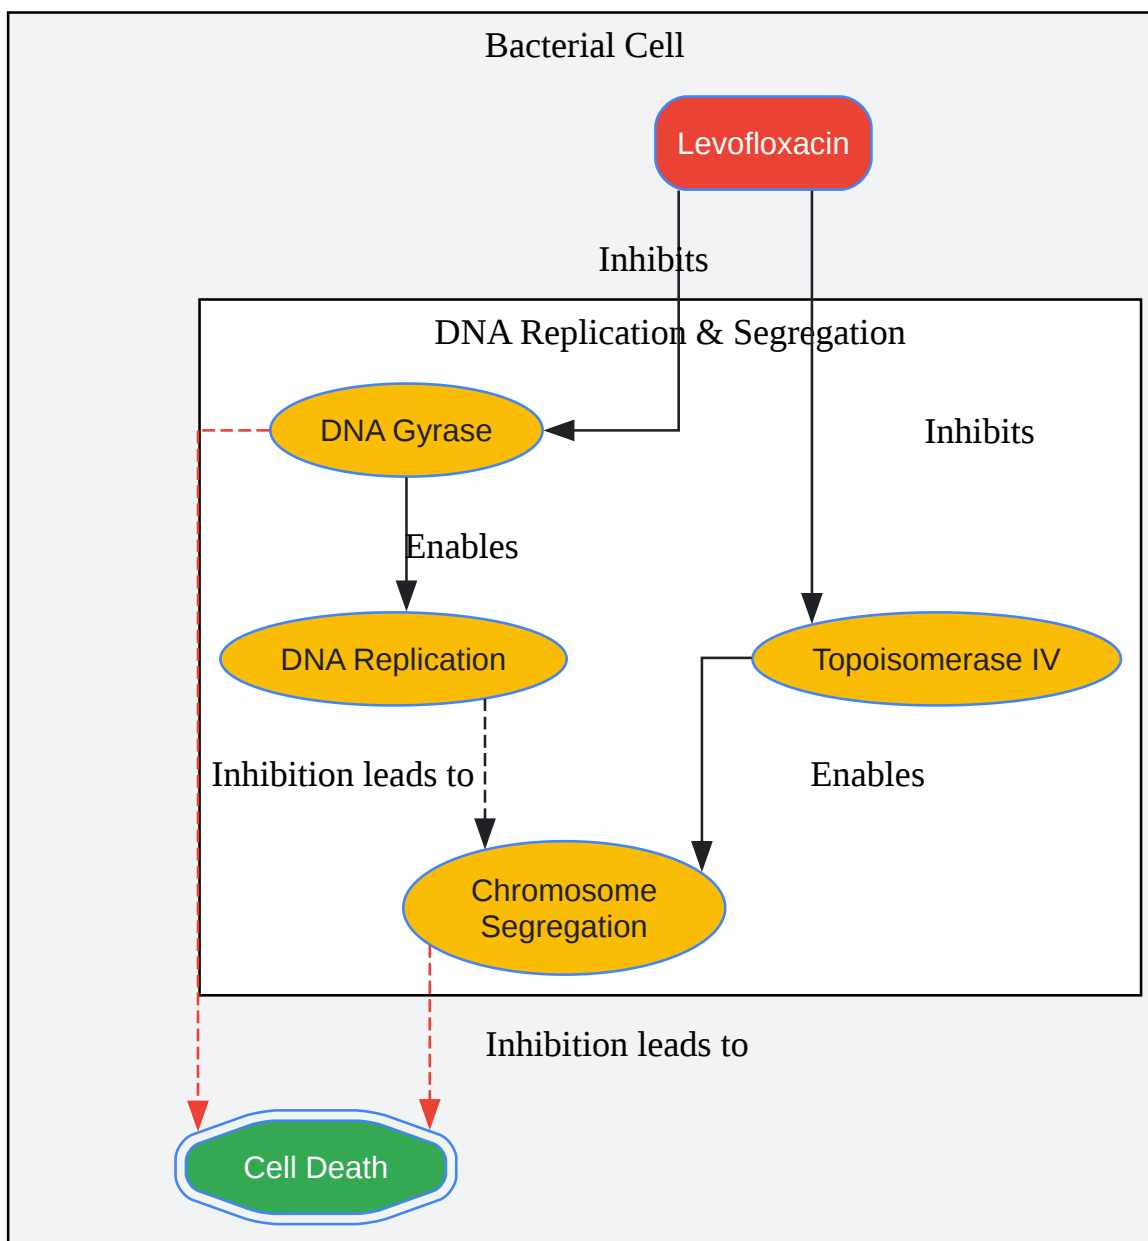 Bacterial Cell
Levofloxacin
Inhibits
DNA Replication & Segregation
DNA Gyrase
Inhibits
Enables
DNA Replication
Topoisomerase IV
Inhibition leads to
Enables
Chromosome
Segregation
Inhibition leads to
Cell Death